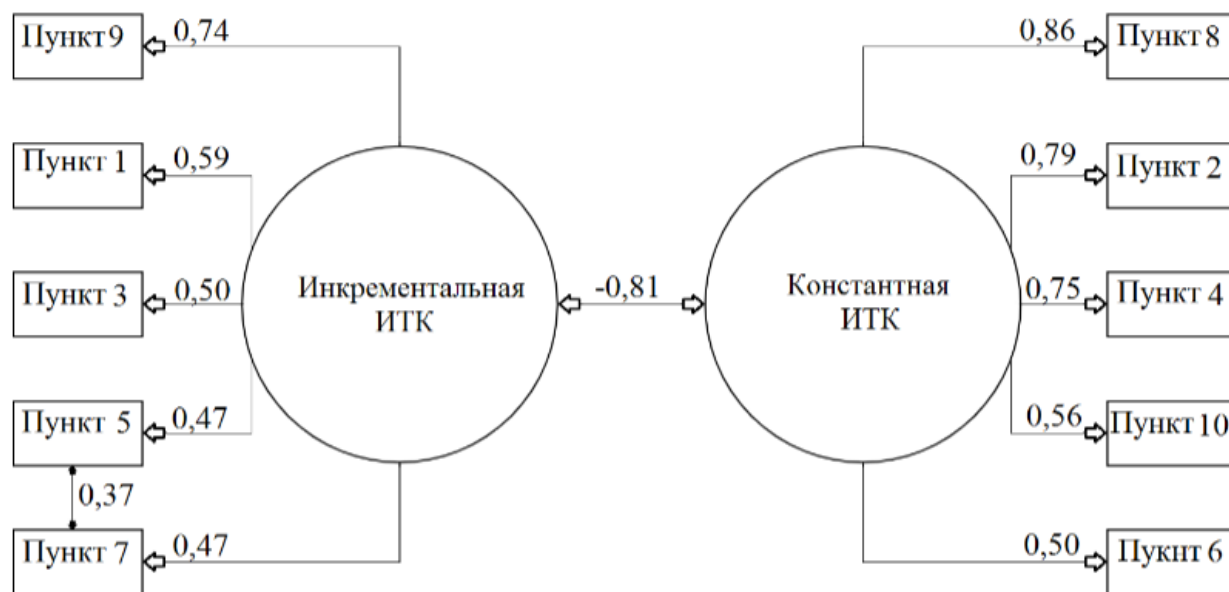 Пункт 9
0,74
0,86
Пункт 8
Пункт 1
0,59
0,79
Пункт 2
Пункт 3
0,50
Инкрементальная
ИТК
-0,81
Константная
ИТК
0,75
Пункт 4
Пункт 5
0,47
0,56
Пункт 10
0,37
Пункт 7
0,47
0,50
Пукнт 6